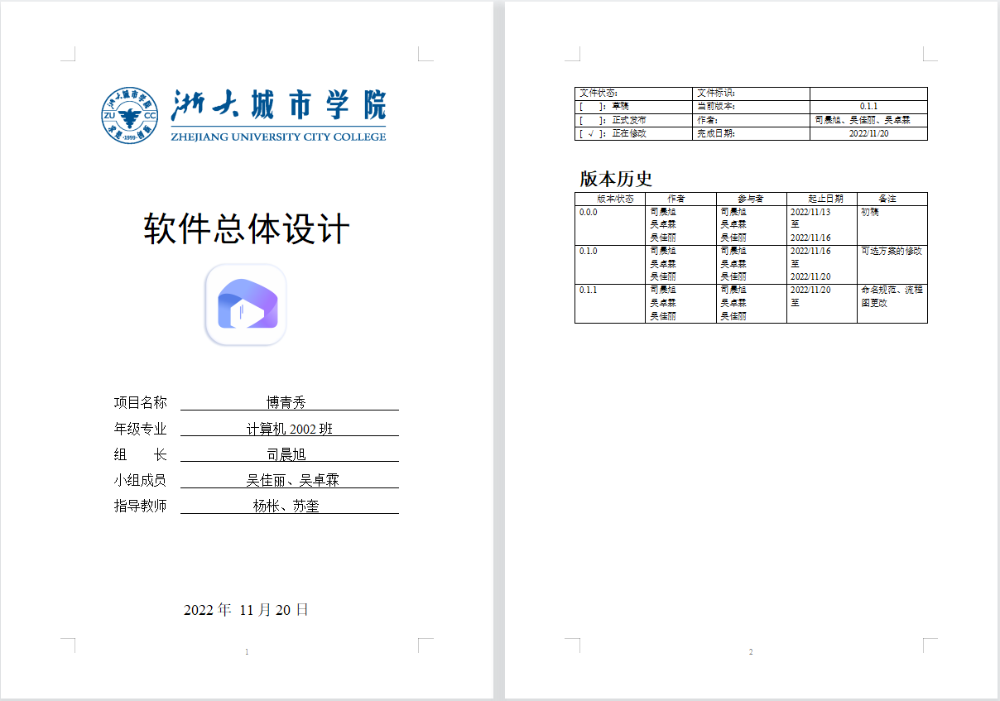 浙大城市学院
ZHEJIANG UNIVERSITY CITY COLLEGE
ZU CC
·1999·
软件总体设计
项目名称 博青秀
年级专业 计算机 2002 班
组 长 司晨旭
小组成员 吴佳丽、吴卓霖
指导教师 杨枨、苏奎
2022 年 11 月 20 日
1
文件状态: 文件标识:
[ ]: 草稿 当前版本: 0.1.1
[ ]: 正式发布 作者: 司晨旭、吴佳丽、吴卓霖
[ √ ]: 正在修改 完成日期: 2022/11/20
版本历史
版本/状态 作者 参与者 起止日期 备注
0.0.0 司晨旭 司晨旭 2022/11/13 初稿
吴卓霖 吴卓霖 至
吴佳丽 吴佳丽 2022/11/16
0.1.0 司晨旭 司晨旭 2022/11/16 可选方案的修改
吴卓霖 吴卓霖 至
吴佳丽 吴佳丽 2022/11/20
0.1.1 司晨旭 司晨旭 2022/11/20 命名规范、流程
吴卓霖 吴卓霖 至 图更改
吴佳丽 吴佳丽
2